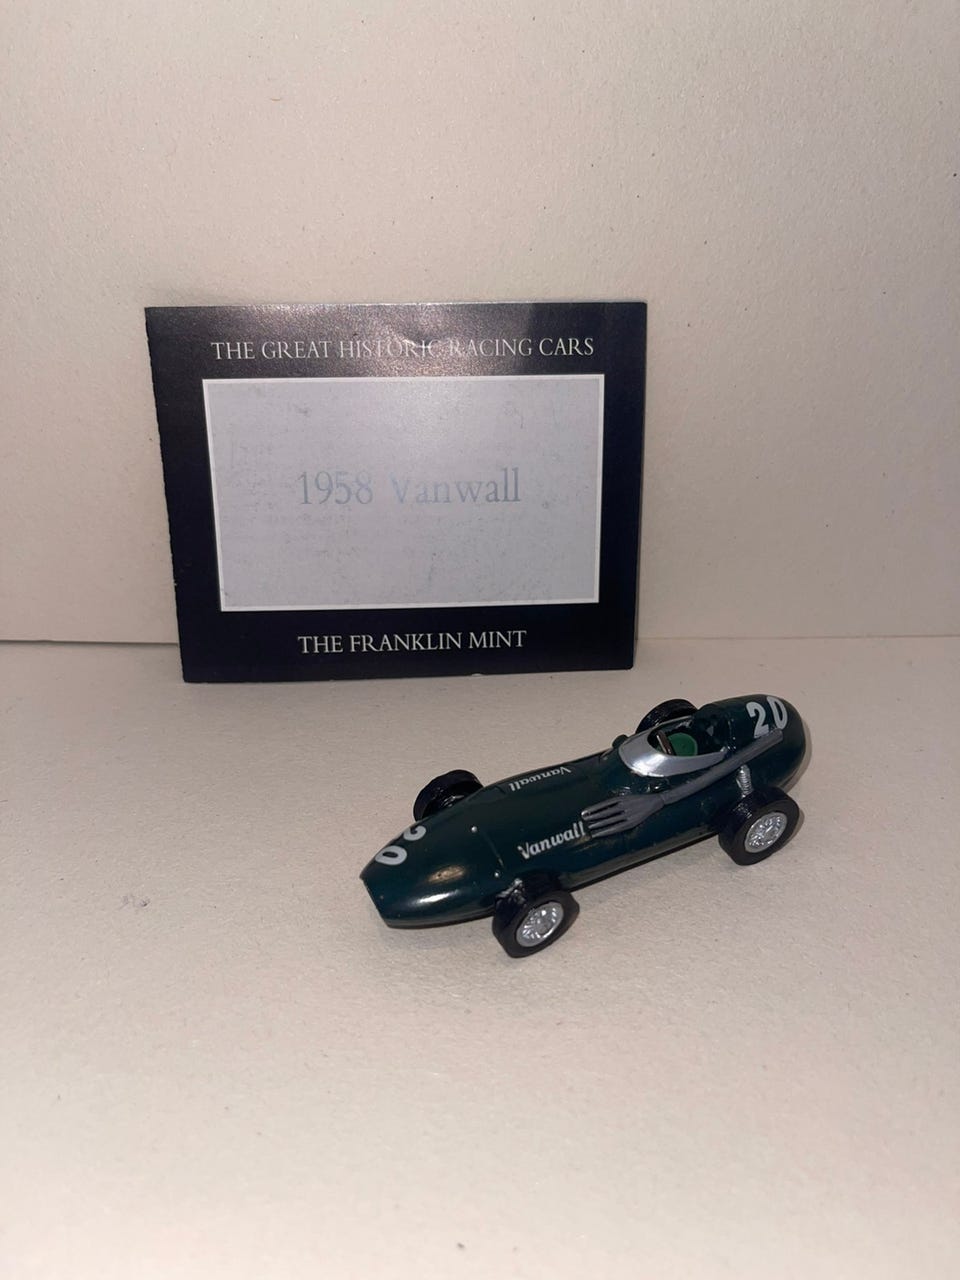 THE GREAT HISTORIC RACING CARS
1958 Vanwall
THE FRANKLIN MINT
20
Vanwall
Vanwall
20